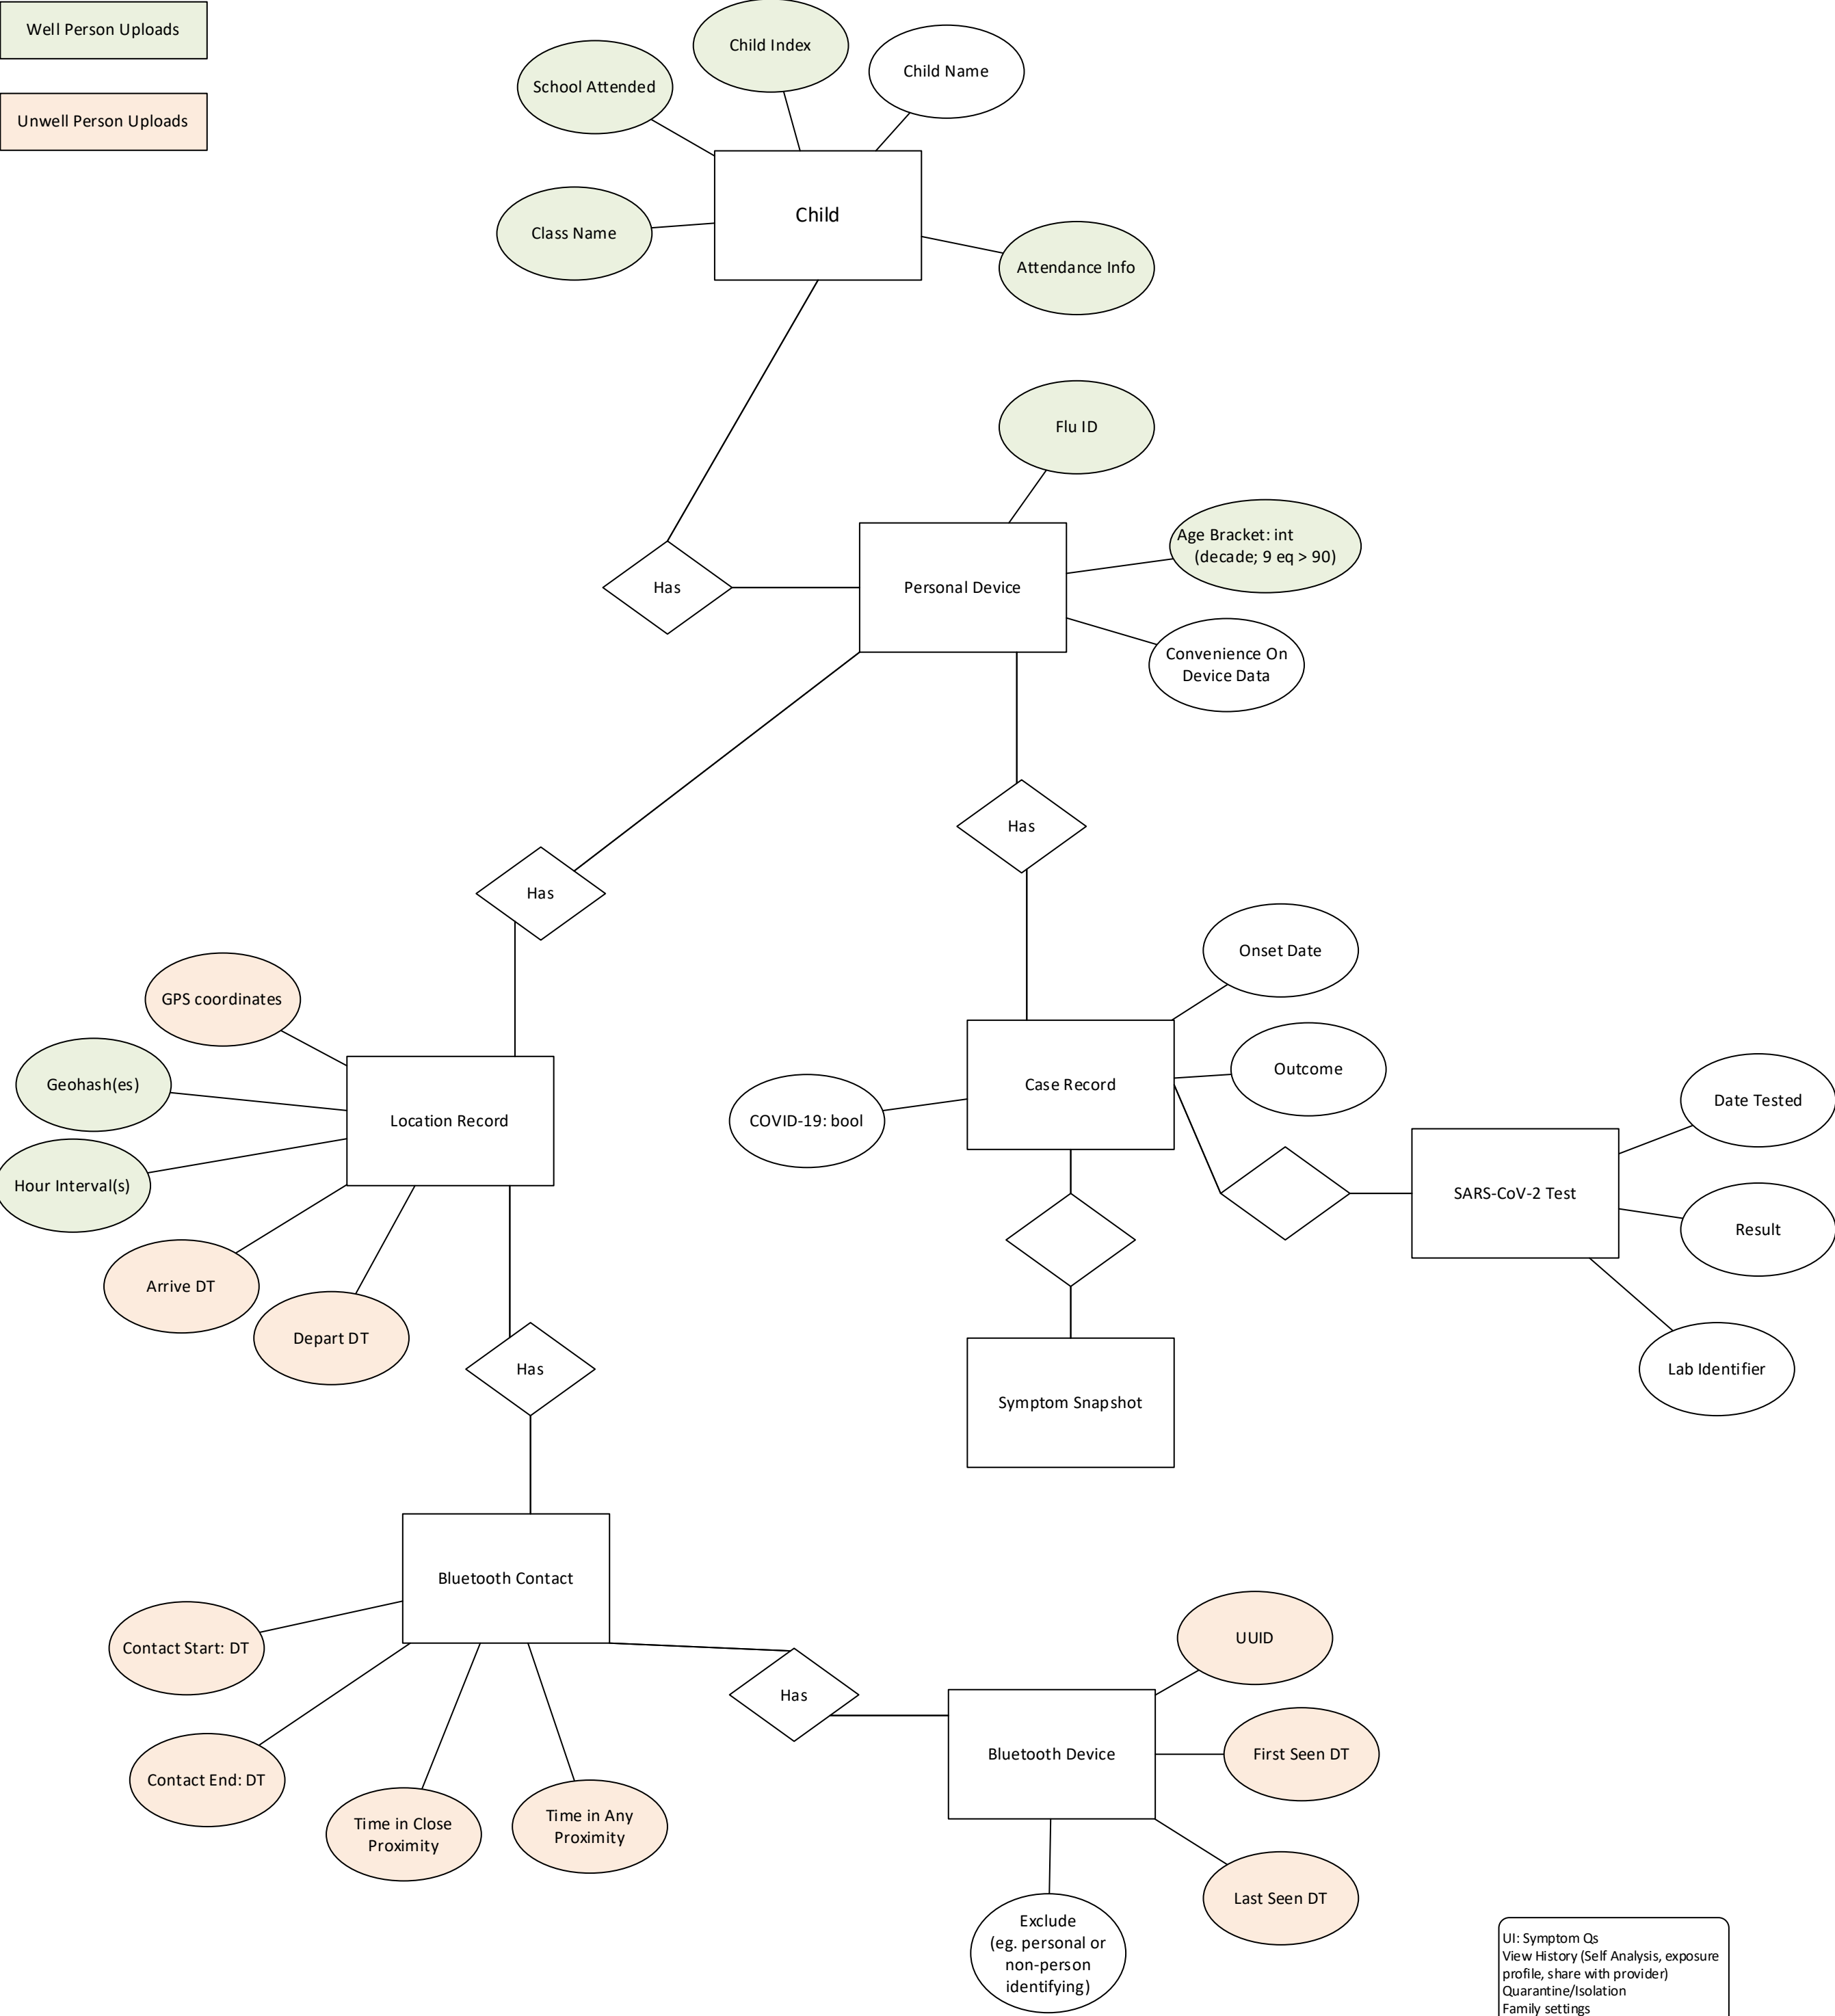 Well Person Uploads
Unwell Person Uploads
Child Index
Child Name
School Attended
Child
Class Name
Attendance Info
Flu ID
Age Bracket: int
(decade; 9 eq > 90)
Has
Personal Device
Convenience On
Device Data
Has
Has
Onset Date
GPS coordinates
Outcome
Geohash(es)
Case Record
Date Tested
Location Record
COVID-19: bool
Hour Interval(s)
SARS-CoV-2 Test
Result
Arrive DT
Depart DT
Has
Lab Identifier
Symptom Snapshot
Bluetooth Contact
Contact Start: DT
UUID
Has
Bluetooth Device
First Seen DT
Contact End: DT
Time in Close
Proximity
Time in Any
Proximity
Last Seen DT
Exclude
(eg. personal or
non-person
identifying)
UI: Symptom Qs
View History (Self Analysis, exposure
profile, share with provider)
Quarantine/Isolation
Family settings